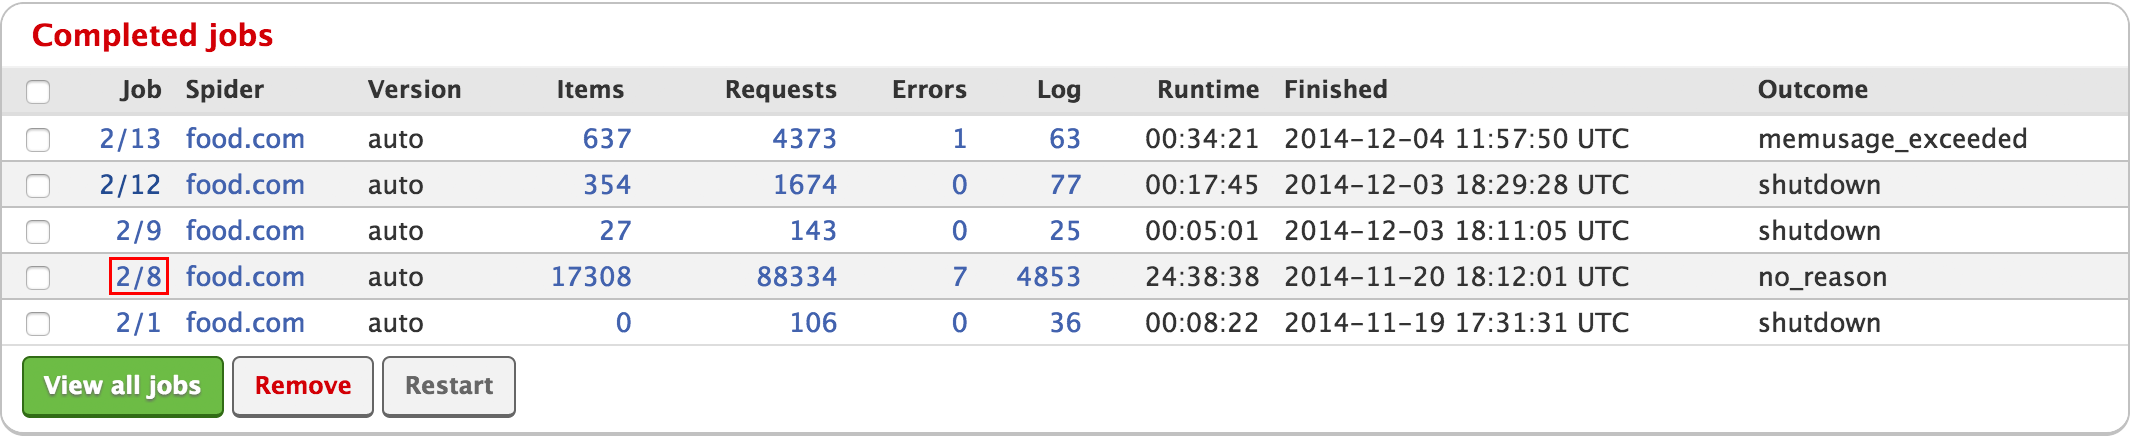 Completed jobs
Job Spider Version Items Requests Errors Log Runtime Finished Outcome
2/13 food.com auto 637 4373 1 63 00:34:21 2014-12-04 11:57:50 UTC memusage_exceeded
2/12 food.com auto 354 1674 0 77 00:17:45 2014-12-03 18:29:28 UTC shutdown
2/9 food.com auto 27 143 0 25 00:05:01 2014-12-03 18:11:05 UTC shutdown
2/8 food.com auto 17308 88334 7 4853 24:38:38 2014-11-20 18:12:01 UTC no_reason
2/1 food.com auto 0 106 0 36 00:08:22 2014-11-19 17:31:31 UTC shutdown
View all jobs Remove Restart